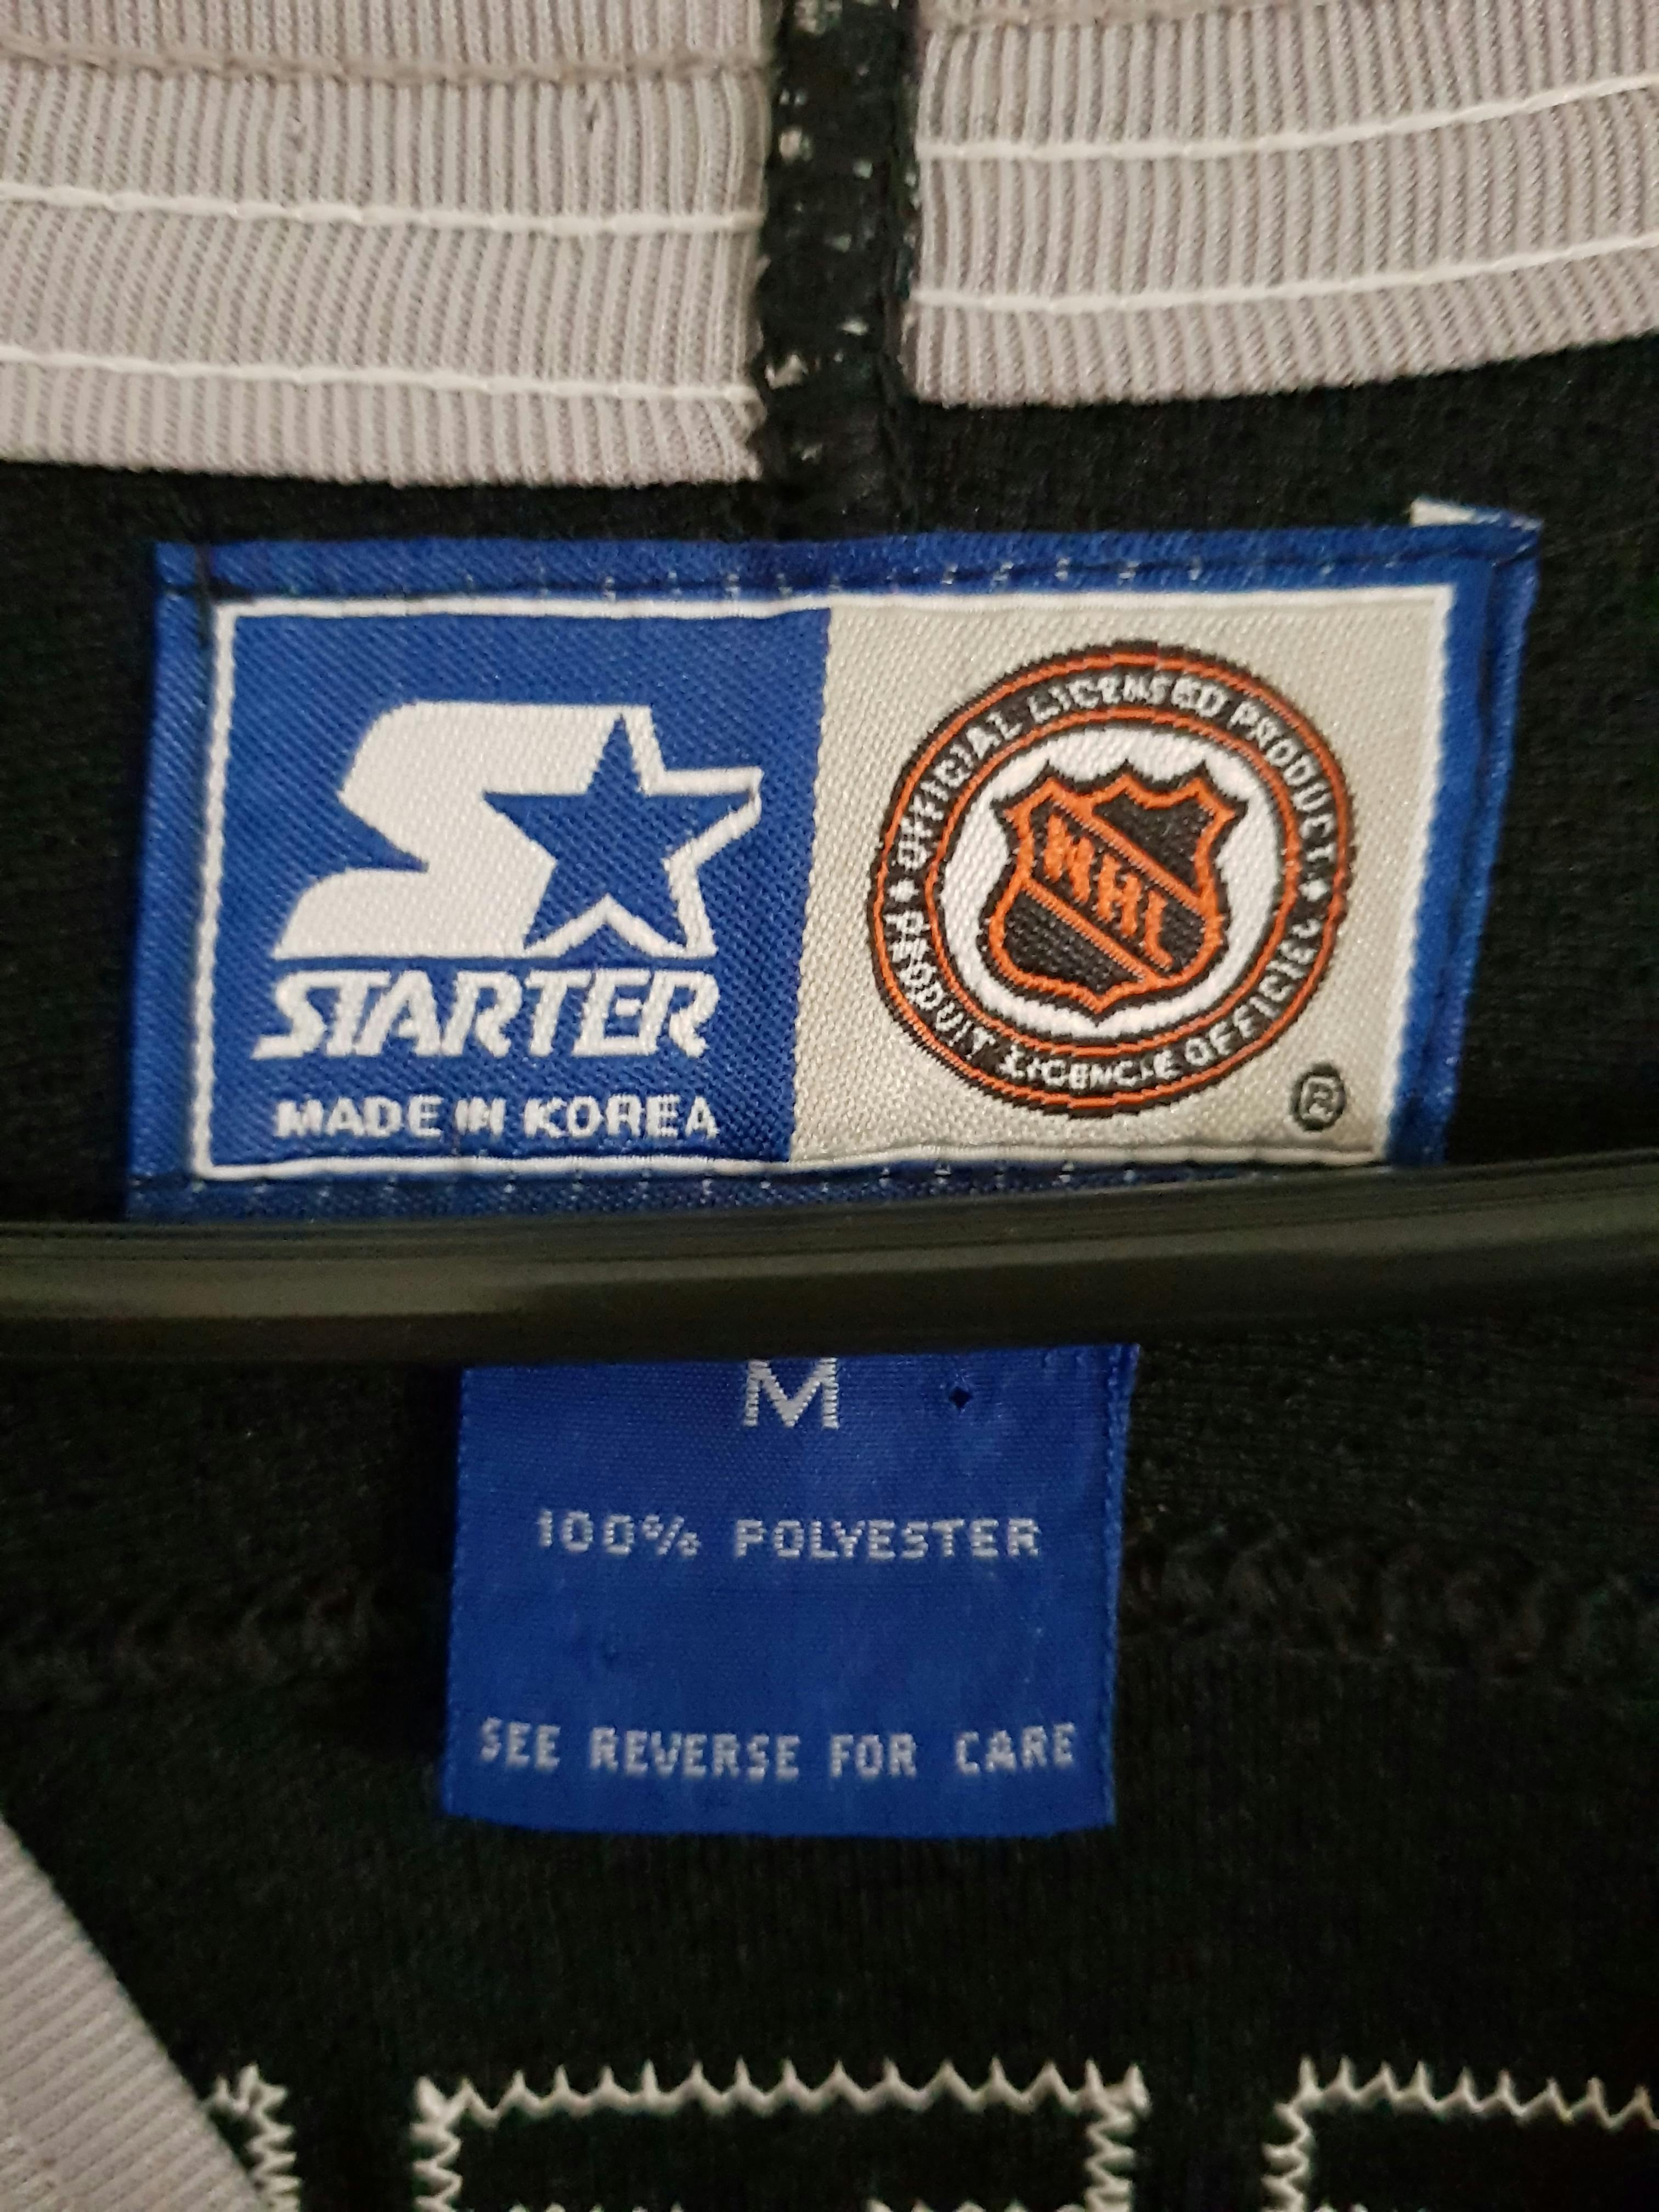 STARTER
MADE IN KOREA
OFFICIAL LICENSED PRODUCT
NHL
PRODUIT LICENCIE OFFICIEL
®
M
100% POLYESTER
SEE REVERSE FOR CARE